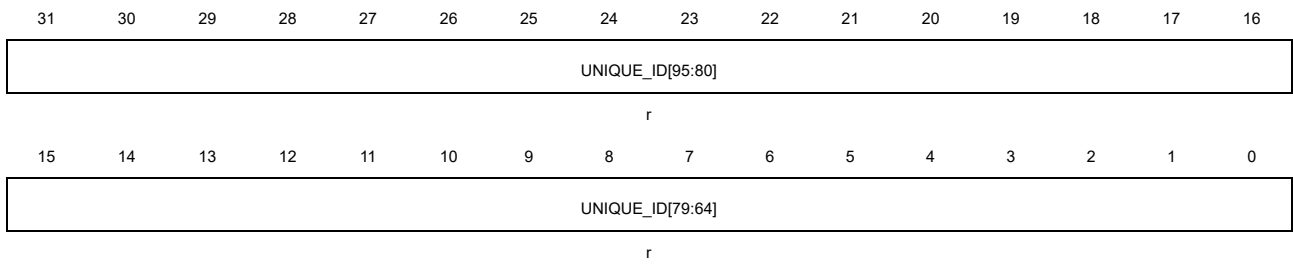 31 30 29 28 27 26 25 24 23 22 21 20 19 18 17 16
UNIQUE_ID[95:80]
r
15 14 13 12 11 10 9 8 7 6 5 4 3 2 1 0
UNIQUE_ID[79:64]
r